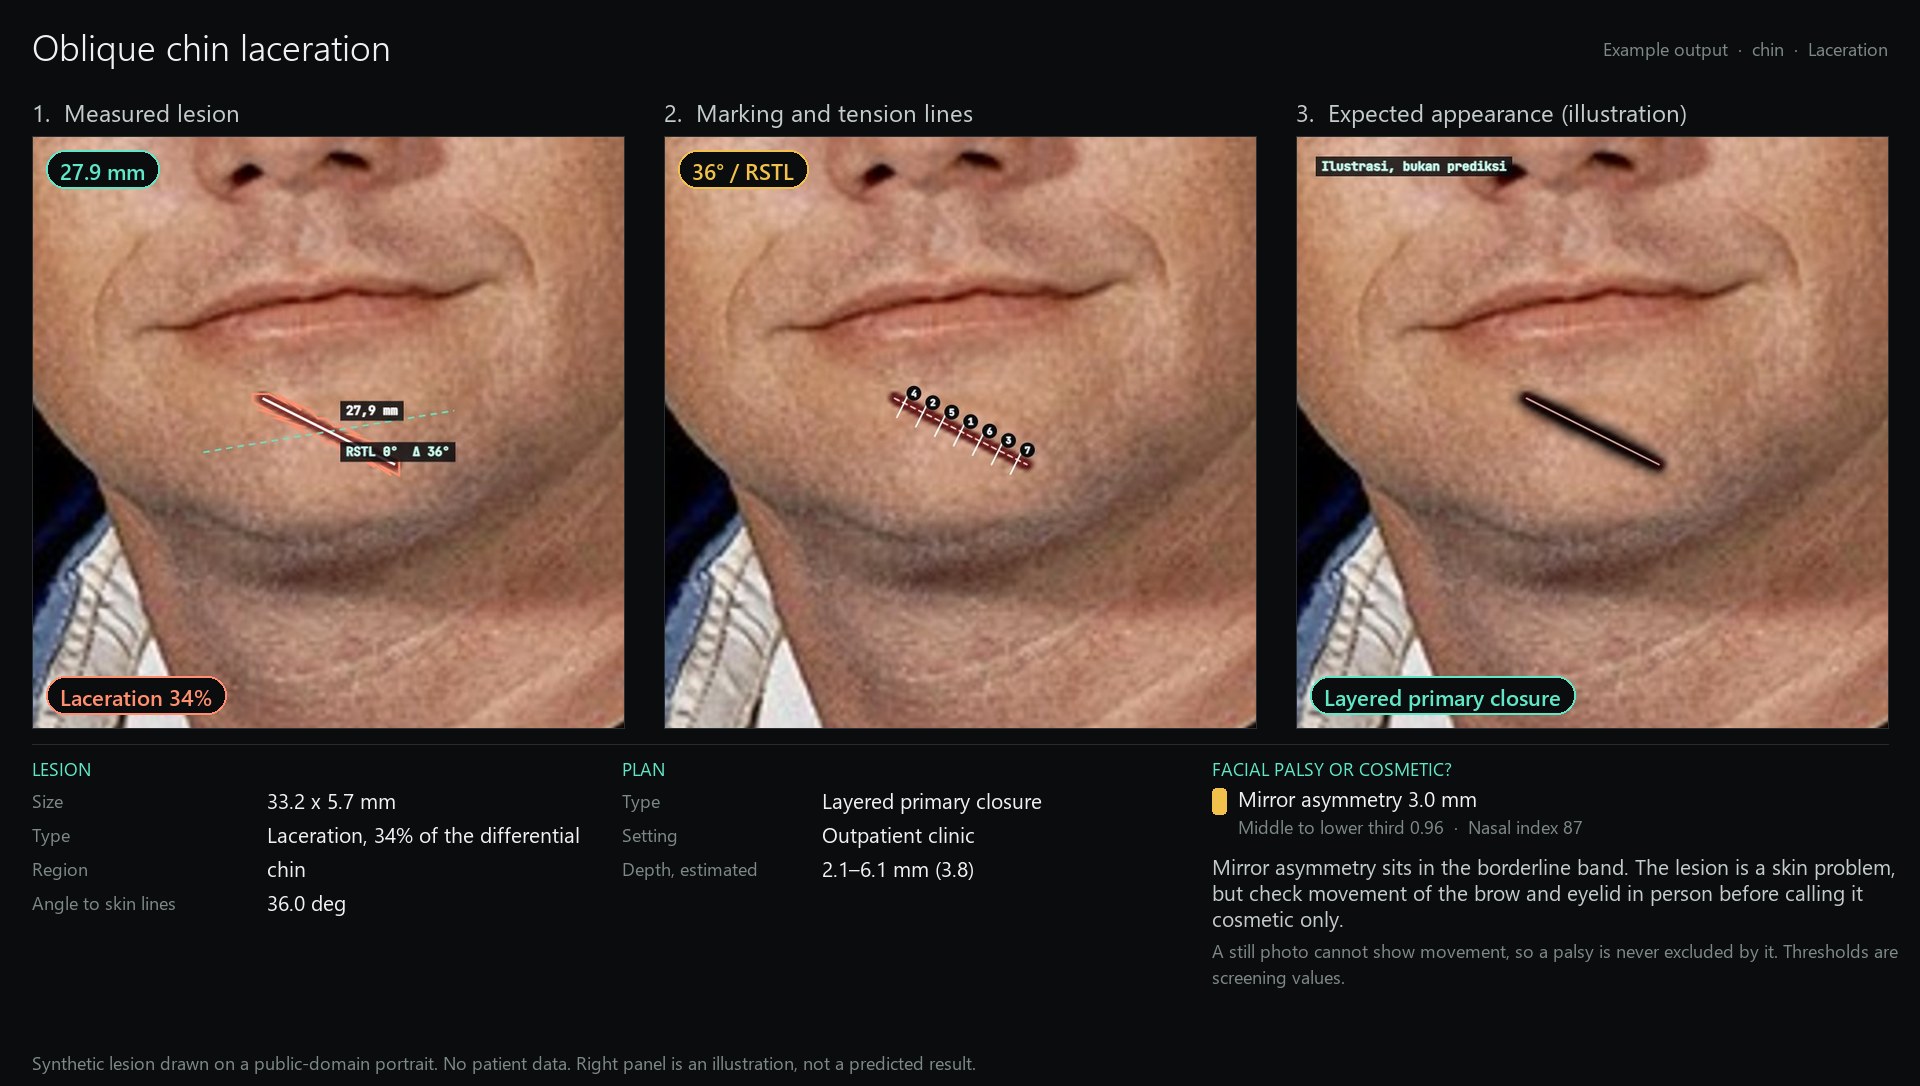 Oblique chin laceration
Example output · chin · Laceration
1. Measured lesion
2. Marking and tension lines
3. Expected appearance (illustration)
27.9 mm
27,9 mm
RSTL 0° Δ 36°
Laceration 34%
36° / RSTL
4
2
5
1
6
3
7
Ilustrasi, bukan prediksi
Layered primary closure
LESION
Size 33.2 x 5.7 mm
Type Laceration, 34% of the differential
Region chin
Angle to skin lines 36.0 deg
PLAN
Type Layered primary closure
Setting Outpatient clinic
Depth, estimated 2.1–6.1 mm (3.8)
FACIAL PALSY OR COSMETIC?
Mirror asymmetry 3.0 mm
Middle to lower third 0.96 · Nasal index 87
Mirror asymmetry sits in the borderline band. The lesion is a skin problem,
but check movement of the brow and eyelid in person before calling it
cosmetic only.
A still photo cannot show movement, so a palsy is never excluded by it. Thresholds are
screening values.
Synthetic lesion drawn on a public-domain portrait. No patient data. Right panel is an illustration, not a predicted result.